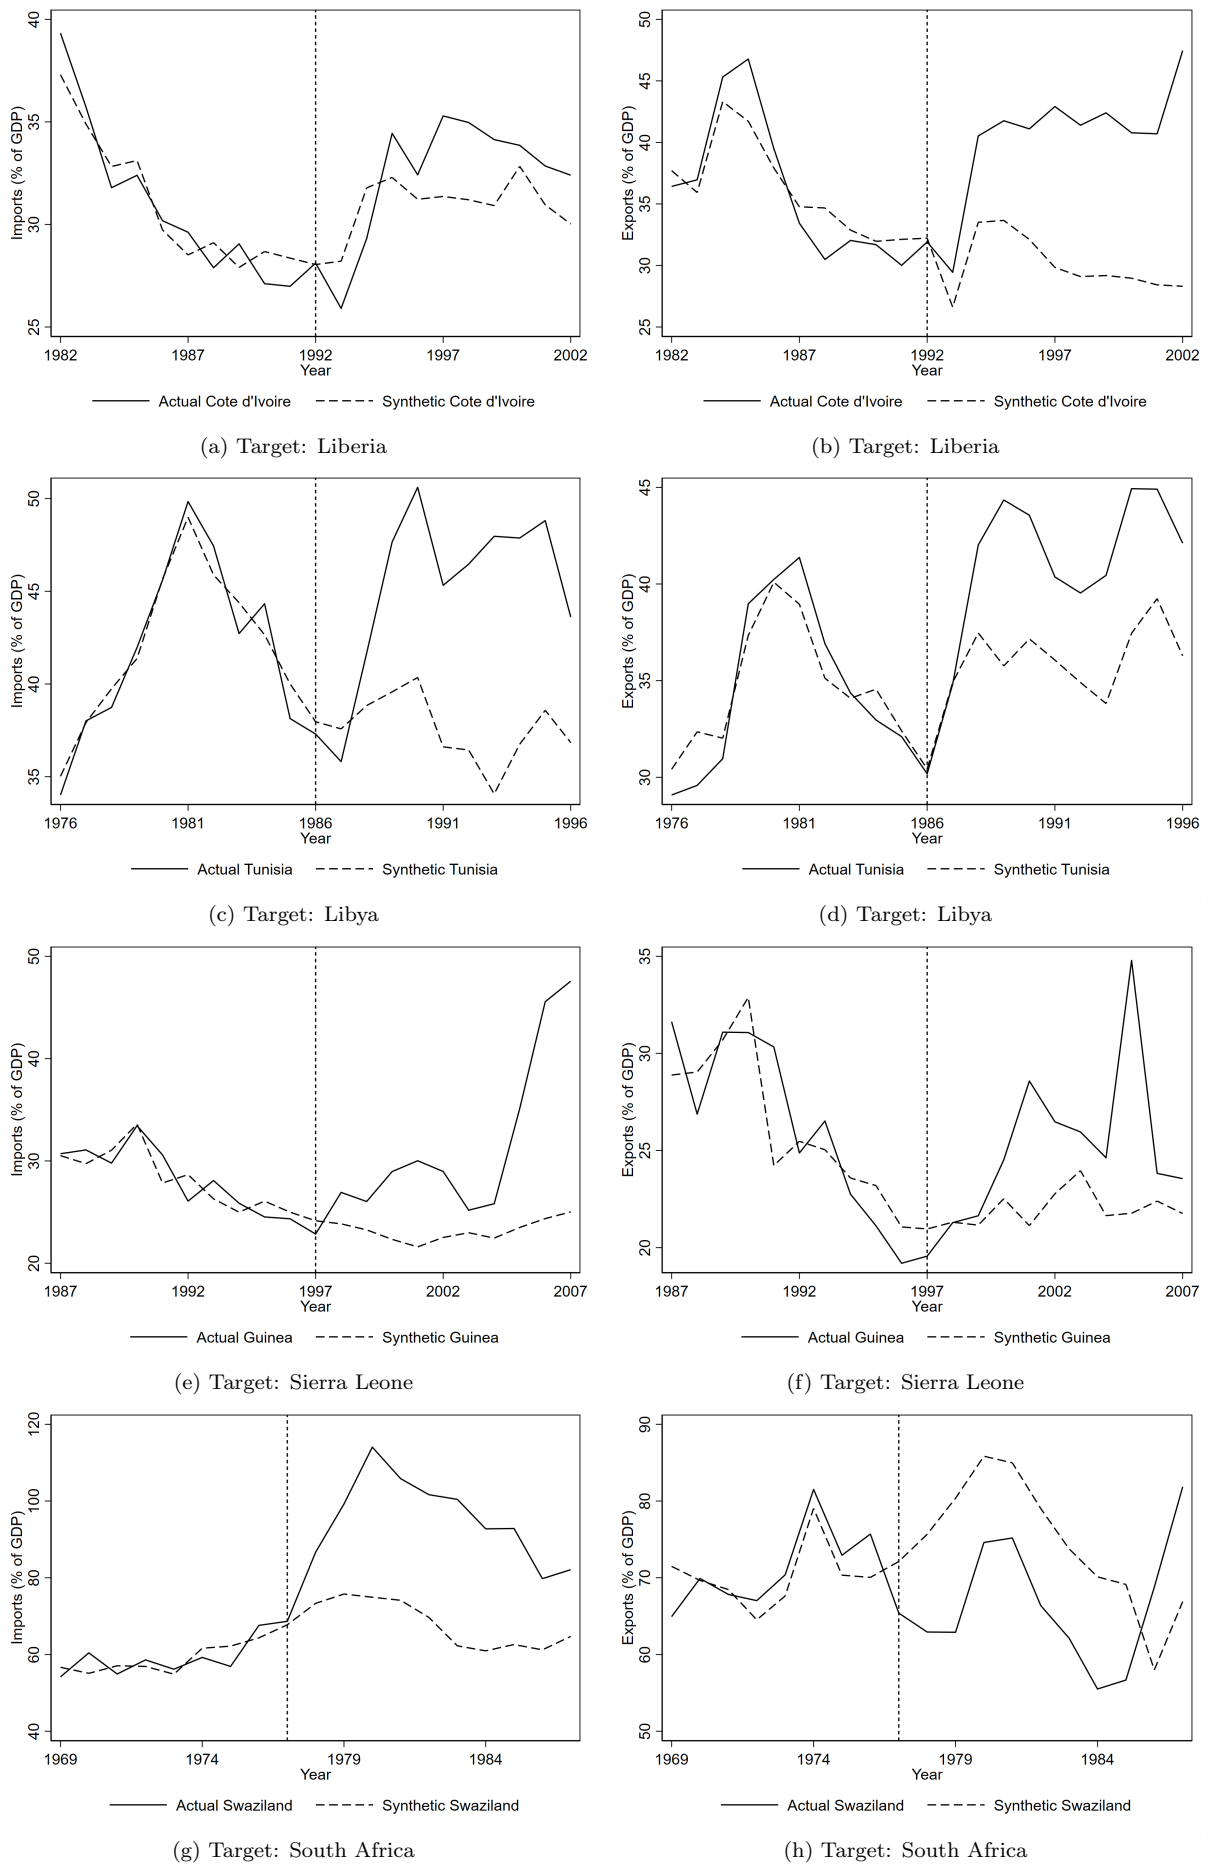 40
35
30
25
Imports (% of GDP)
1982 1987 1992 1997 2002
Year
Actual Cote d'Ivoire Synthetic Cote d'Ivoire
(a) Target: Liberia
50
45
40
35
30
25
Exports (% of GDP)
1982 1987 1992 1997 2002
Year
Actual Cote d'Ivoire Synthetic Cote d'Ivoire
(b) Target: Liberia
50
45
40
35
Imports (% of GDP)
1976 1981 1986 1991 1996
Year
Actual Tunisia Synthetic Tunisia
(c) Target: Libya
45
40
35
30
Exports (% of GDP)
1976 1981 1986 1991 1996
Year
Actual Tunisia Synthetic Tunisia
(d) Target: Libya
50
40
30
20
Imports (% of GDP)
1987 1992 1997 2002 2007
Year
Actual Guinea Synthetic Guinea
(e) Target: Sierra Leone
35
30
25
20
Exports (% of GDP)
1987 1992 1997 2002 2007
Year
Actual Guinea Synthetic Guinea
(f) Target: Sierra Leone
120
100
80
60
40
Imports (% of GDP)
1969 1974 1979 1984
Year
Actual Swaziland Synthetic Swaziland
(g) Target: South Africa
90
80
70
60
50
Exports (% of GDP)
1969 1974 1979 1984
Year
Actual Swaziland Synthetic Swaziland
(h) Target: South Africa